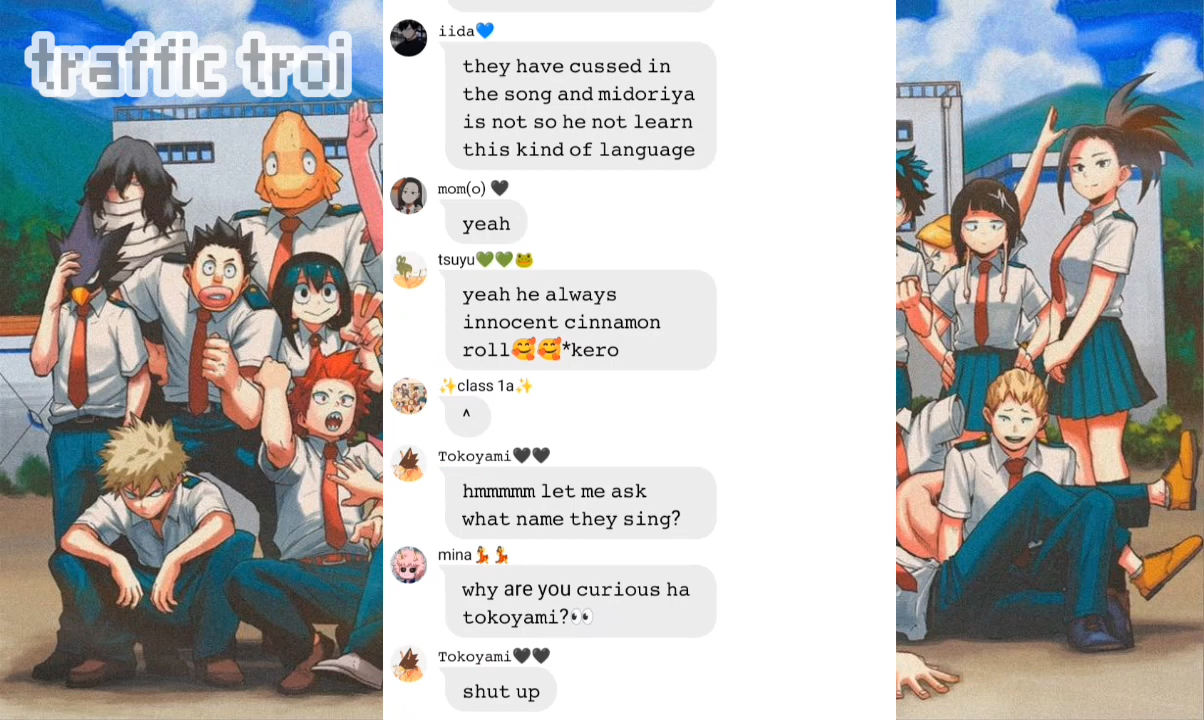 traffic troi
iida💙
they have cussed in
the song and midoriya
is not so he not learn
this kind of language
mom(o) 🖤
yeah
tsuyu💚💚🐸
yeah he always
innocent cinnamon
roll🥰🥰*kero
✨class 1a✨
^
Tokoyami🖤🖤
hmmmmm let me ask
what name they sing?
mina💃💃
why are you curious ha
tokoyami?👀
Tokoyami🖤🖤
shut up